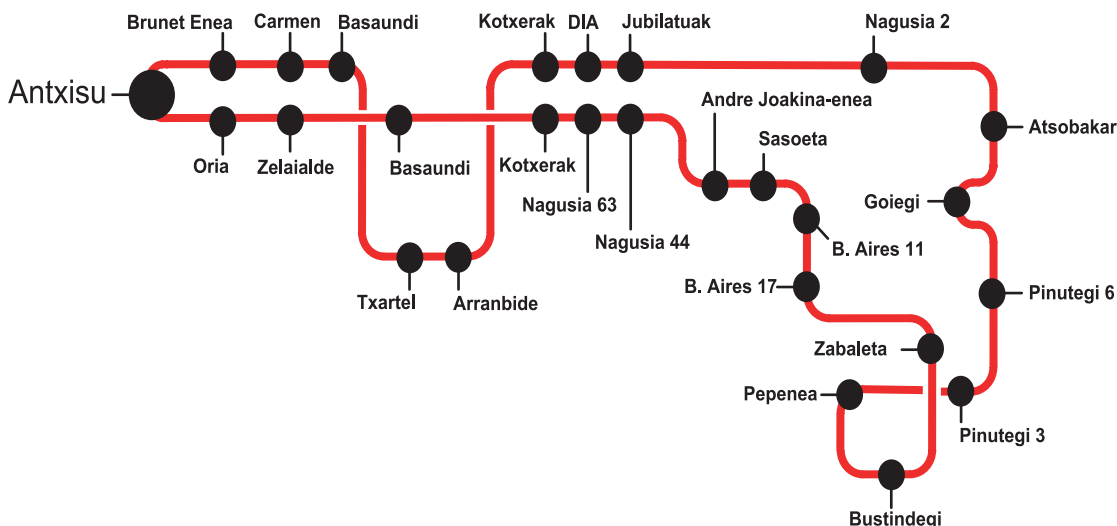 Brunet Enea
Carmen
Basaundi
Kotxerak
DIA
Jubilatuak
Nagusia 2
Antxisu
Andre Joakina-enea
Atsobakar
Sasoeta
Oria
Zelaialde
Basaundi
Kotxerak
Nagusia 63
Goiegi
Nagusia 44
B. Aires 11
B. Aires 17
Txartel
Arranbide
Pinutegi 6
Zabaleta
Pepenea
Pinutegi 3
Bustindegi